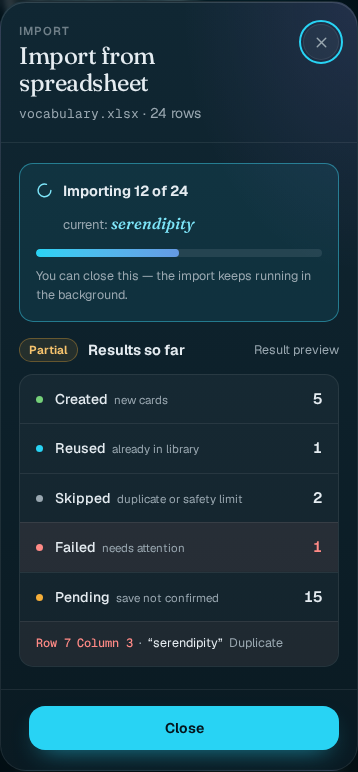 IMPORT
Import from
spreadsheet
vocabulary.xlsx · 24 rows
Importing 12 of 24
current: serendipity
You can close this — the import keeps running in
the background.
Partial Results so far Result preview
Created new cards 5
Reused already in library 1
Skipped duplicate or safety limit 2
Failed needs attention 1
Pending save not confirmed 15
Row 7 Column 3 · “serendipity” Duplicate
Close